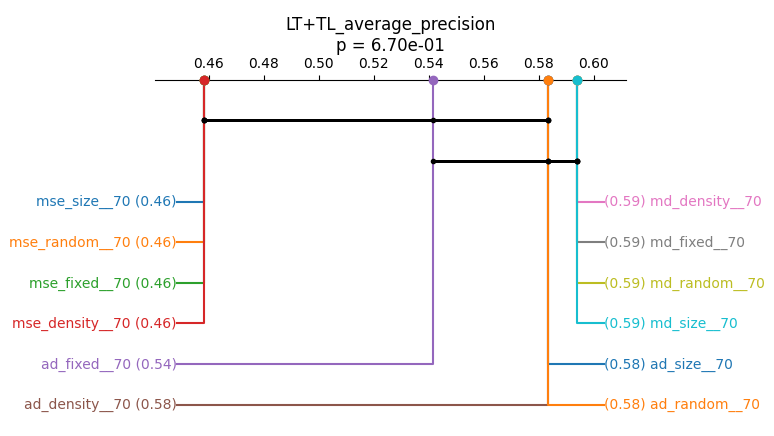 LT+TL_average_precision
p = 6.70e-01
0.46 0.48 0.50 0.52 0.54 0.56 0.58 0.60
mse_size__70 (0.46)
mse_random__70 (0.46)
mse_fixed__70 (0.46)
mse_density__70 (0.46)
ad_fixed__70 (0.54)
ad_density__70 (0.58)
(0.59) md_density__70
(0.59) md_fixed__70
(0.59) md_random__70
(0.59) md_size__70
(0.58) ad_size__70
(0.58) ad_random__70